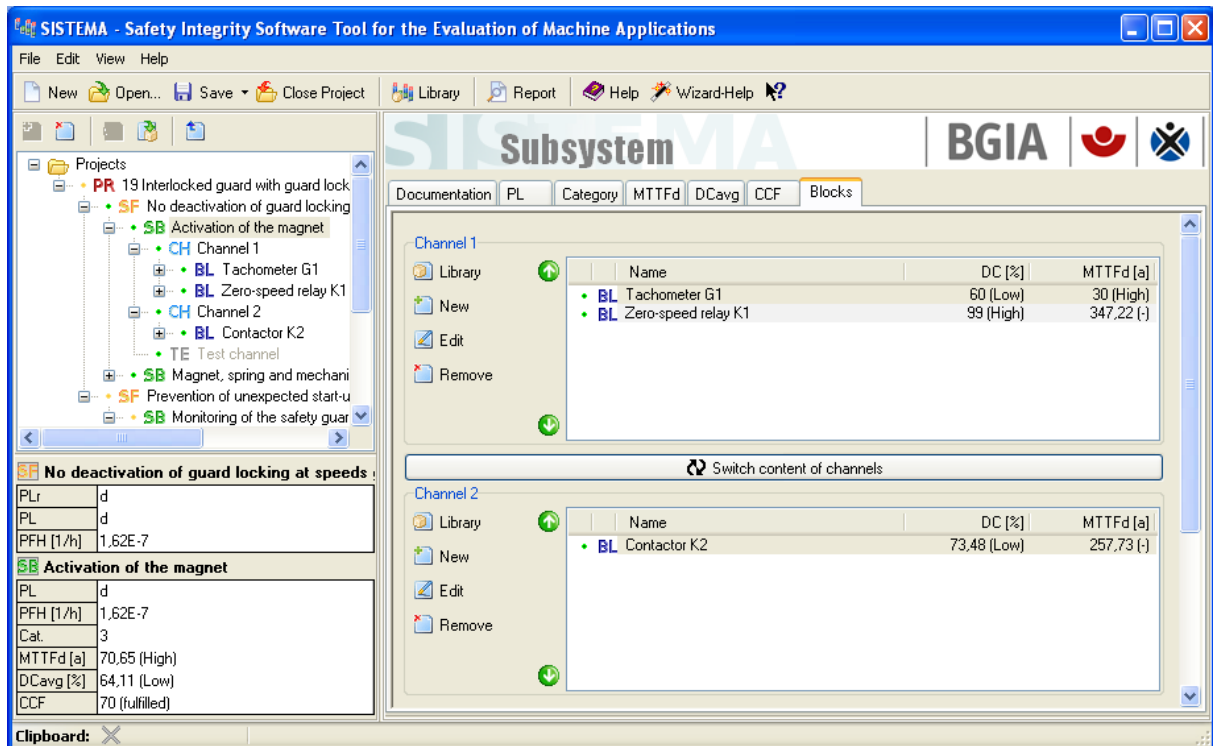 SISTEMA - Safety Integrity Software Tool for the Evaluation of Machine Applications
File Edit View Help
New Open... Save Close Project Library Report Help Wizard-Help
SISTEMA
Subsystem
BGIA
Projects
PR 19 Interlocked guard with guard lock
SF No deactivation of guard locking
SB Activation of the magnet
CH Channel 1
BL Tachometer G1
BL Zero-speed relay K1
CH Channel 2
BL Contactor K2
TE Test channel
SB Magnet, spring and mechani
SF Prevention of unexpected start-u
SB Monitoring of the safety guar
SF No deactivation of guard locking at speeds
PLr d
PL d
PFH [1/h] 1,62E-7
SB Activation of the magnet
PL d
PFH [1/h] 1,62E-7
Cat. 3
MTTFd [a] 70,65 (High)
DCavg [%] 64,11 (Low)
CCF 70 (fulfilled)
Documentation PL Category MTTFd DCavg CCF Blocks
Channel 1
Library
New
Edit
Remove
Name DC [%] MTTFd [a]
BL Tachometer G1 60 (Low) 30 (High)
BL Zero-speed relay K1 99 (High) 347,22 (-)
Switch content of channels
Channel 2
Library
New
Edit
Remove
Name DC [%] MTTFd [a]
BL Contactor K2 73,48 (Low) 257,73 (-)
Clipboard: